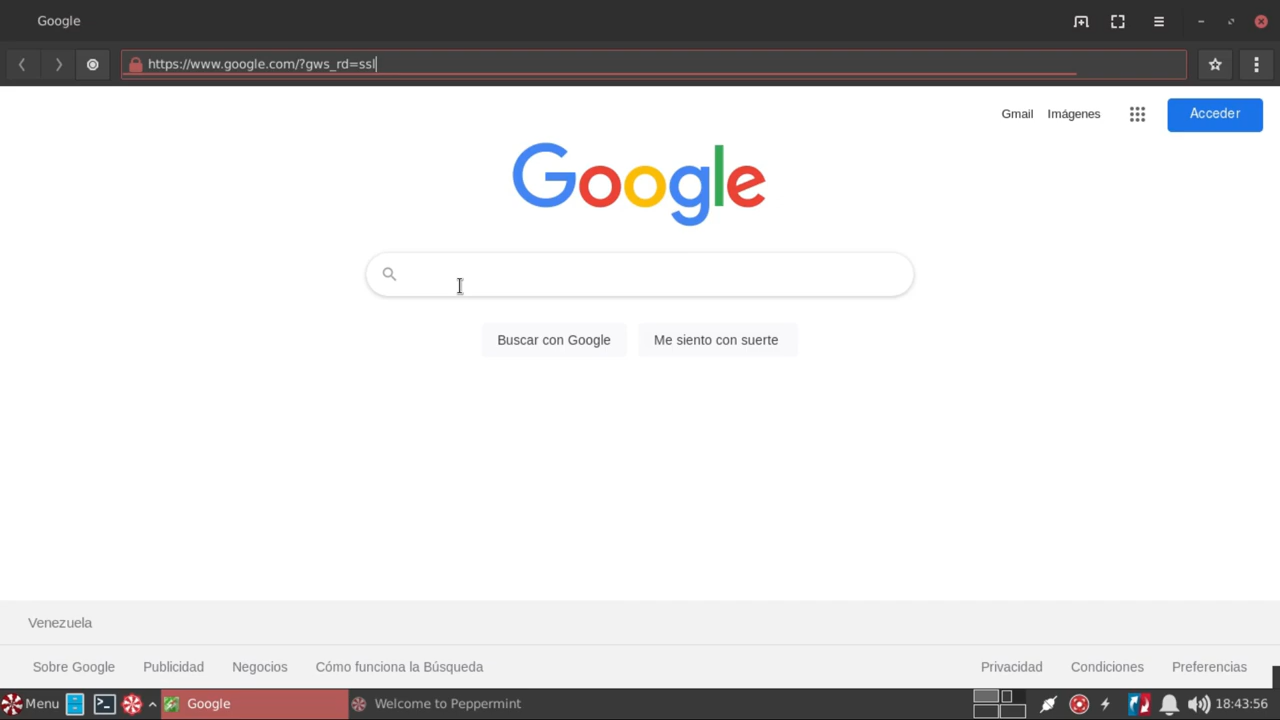 Google
https://www.google.com/?gws_rd=ssl
Gmail Imágenes Acceder
Google
Buscar con Google Me siento con suerte
Venezuela
Sobre Google Publicidad Negocios Cómo funciona la Búsqueda Privacidad Condiciones Preferencias
Menu Google Welcome to Peppermint 18:43:56